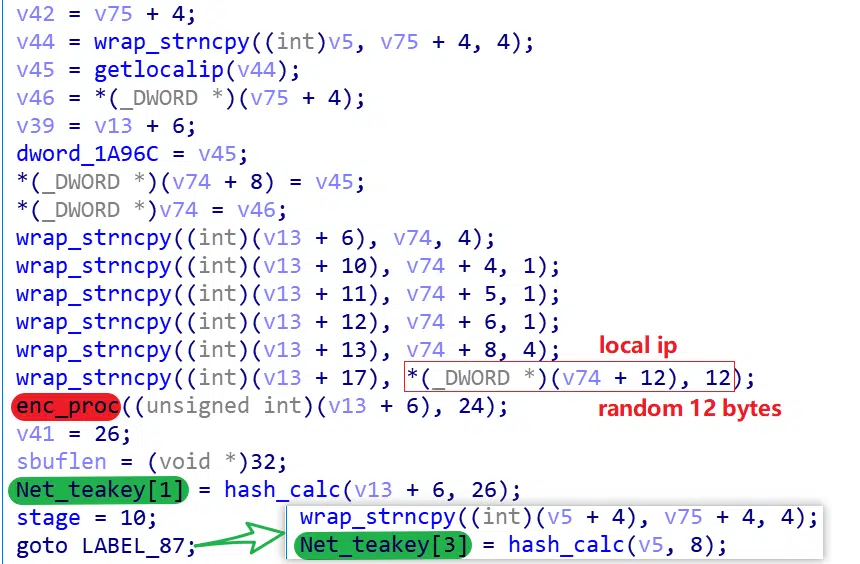 v42 = v75 + 4;
v44 = wrap_strncpy((int)v5, v75 + 4, 4);
v45 = getlocalip(v44);
v46 = *(_DWORD *)(v75 + 4);
v39 = v13 + 6;
dword_1A96C = v45;
*(_DWORD *)(v74 + 8) = v45;
*(_DWORD *)v74 = v46;
wrap_strncpy((int)(v13 + 6), v74, 4);
wrap_strncpy((int)(v13 + 10), v74 + 4, 1);
wrap_strncpy((int)(v13 + 11), v74 + 5, 1);
wrap_strncpy((int)(v13 + 12), v74 + 6, 1);
wrap_strncpy((int)(v13 + 13), v74 + 8, 4);
local ip
wrap_strncpy((int)(v13 + 17), *(_DWORD *)(v74 + 12), 12);
random 12 bytes
enc_proc((unsigned int)(v13 + 6), 24);
v41 = 26;
sbuflen = (void *)32;
Net_teakey[1] = hash_calc(v13 + 6, 26);
stage = 10;
goto LABEL_87;
wrap_strncpy((int)(v5 + 4), v75 + 4, 4);
Net_teakey[3] = hash_calc(v5, 8);